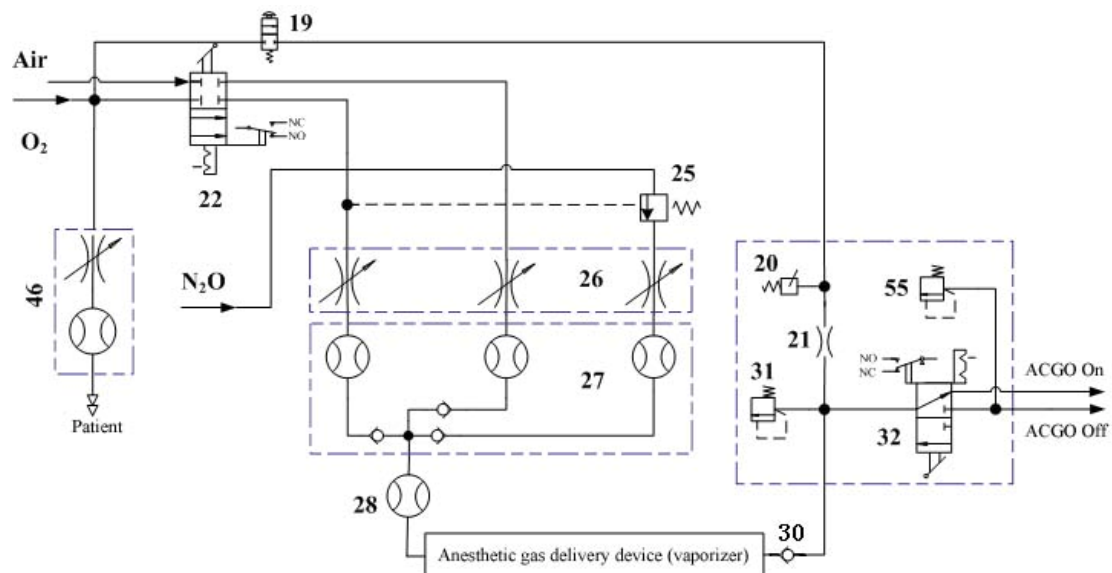 19
Air
O₂
NC
NO
22
25
46
N₂O
26
20
55
21
31
NO
NC
ACGO On
27
32
ACGO Off
Patient
28
30
Anesthetic gas delivery device (vaporizer)